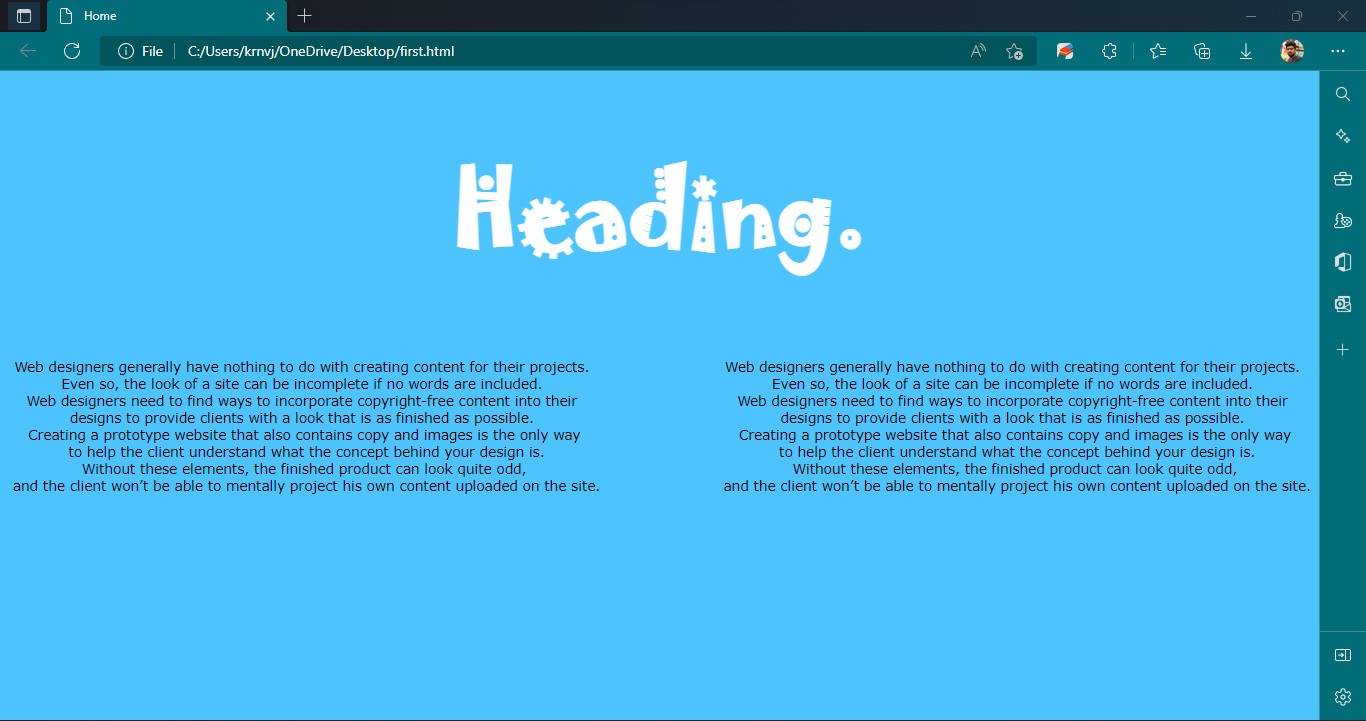 Home
File
C:/Users/krnvj/OneDrive/Desktop/first.html
Heading.
Web designers generally have nothing to do with creating content for their projects.
Even so, the look of a site can be incomplete if no words are included.
Web designers need to find ways to incorporate copyright-free content into their
designs to provide clients with a look that is as finished as possible.
Creating a prototype website that also contains copy and images is the only way
to help the client understand what the concept behind your design is.
Without these elements, the finished product can look quite odd,
and the client won’t be able to mentally project his own content uploaded on the site.
Web designers generally have nothing to do with creating content for their projects.
Even so, the look of a site can be incomplete if no words are included.
Web designers need to find ways to incorporate copyright-free content into their
designs to provide clients with a look that is as finished as possible.
Creating a prototype website that also contains copy and images is the only way
to help the client understand what the concept behind your design is.
Without these elements, the finished product can look quite odd,
and the client won’t be able to mentally project his own content uploaded on the site.